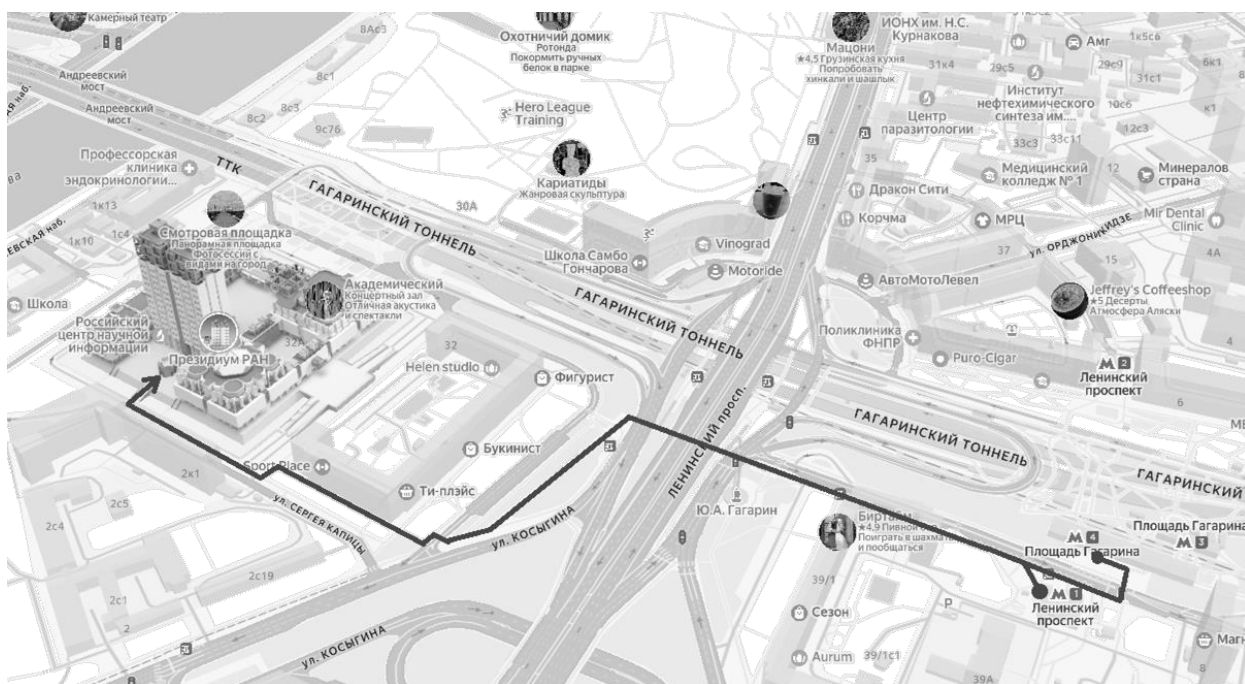 Камерный театр
Андреевский
мост
Андреевский
мост
ТТК
8Ас3
8с1
8с3
8с2
9с7б
Охотничий домик
Ротонда
Покормить ручных
белок в парке
Hero League
Training
Кариатиды
Жанровая скульптура
30А
Мацони
★4,5 Грузинская кухня
Попробовать
хинкали и шашлык
ИОНХ им. Н.С.
Курнакова
Амг
1к5с6
6к1
31к4
29с5
29с9
31с1
Институт
нефтехимического
синтеза им....
10с6
к1
Центр
паразитологии
33с3
33с11
12с3
35
Медицинский
колледж № 1
12
Минералов
страна
Дракон Сити
Корчма
МРЦ
Mir Dental
Clinic
37
ул. ОРДЖОНИКИДЗЕ
15
4А
АвтоМотоЛевел
Jeffrey's Coffeeshop
★5 Десерты
Атмосфера Аляски
Поликлиника
ФНПР
Puro-Cigar
4
М 2
Ленинский
проспект
6
Профессорская
клиника
эндокринологии...
1к13
1с4
1к10
Смотровая площадка
Панорамная площадка
Фотосессии с
видами на город
Школа
Российский
центр научной
информации
Президиум РАН
32А
Академический
Концертный зал
Отличная акустика
и спектакли
32
Helen studio
Фигурист
Букинист
Sport Place
Ти-плэйс
Школа Самбо
Гончарова
Vinograd
Motoride
ГАГАРИНСКИЙ ТОННЕЛЬ
ГАГАРИНСКИЙ ТОННЕЛЬ
ГАГАРИНСКИЙ ТОННЕЛЬ
ГАГАРИНСКИЙ
ЛЕНИНСКИЙ просп.
Ю.А. Гагарин
Биртайм
★4,9 Пивной
Поиграть в шахматы
и пообщаться
М 4
Площадь Гагарина
Площадь Гагарина
М 3
М 1
Ленинский
проспект
2к1
2с5
2с4
2с19
2с1
2
ул. СЕРГЕЯ КАПИЦЫ
ул. КОСЫГИНА
ул. КОСЫГИНА
39/1
Сезон
Aurum
39/1с1
39А
P
8